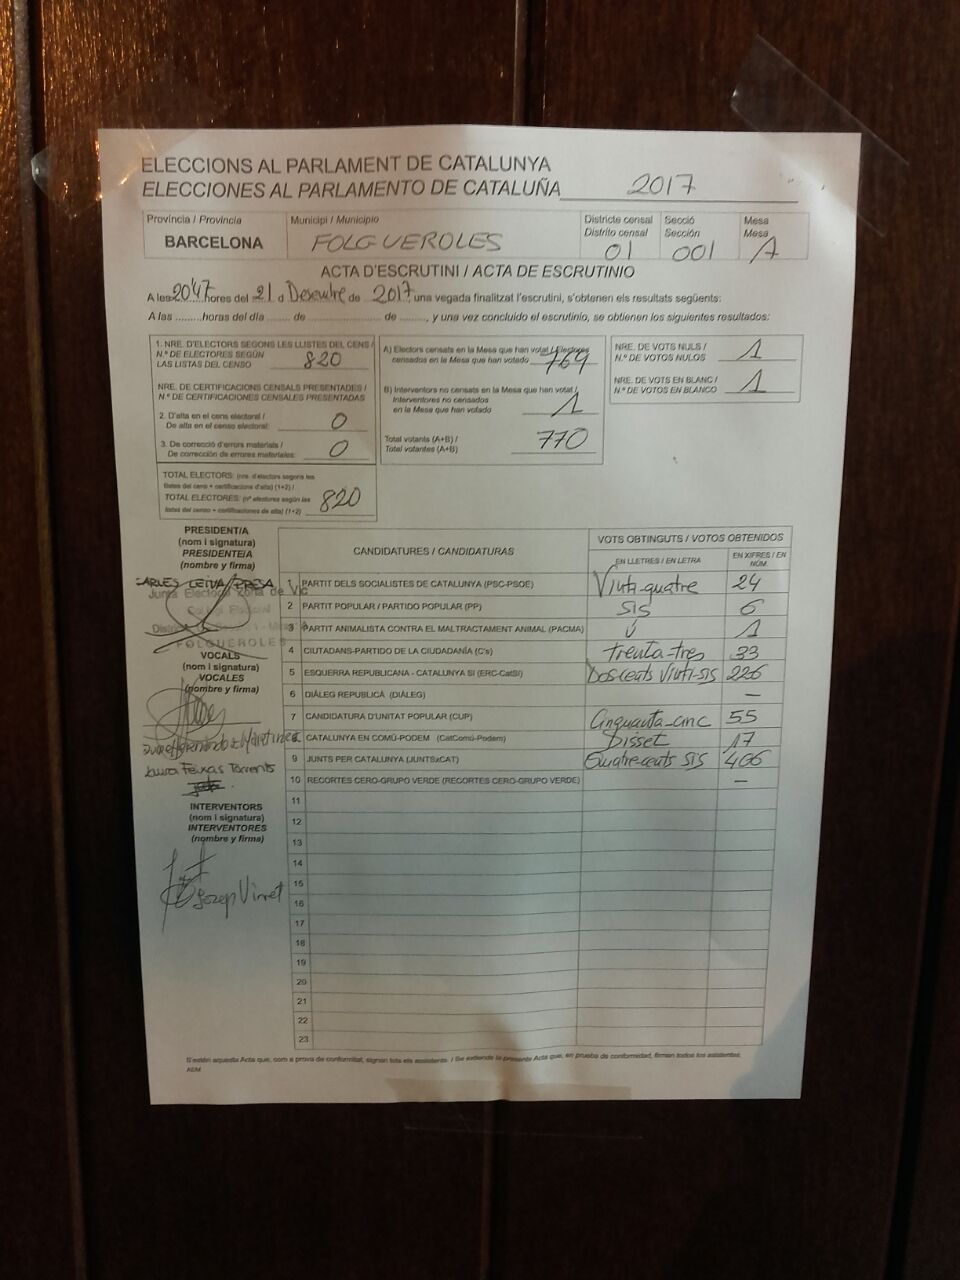 ELECCIONS AL PARLAMENT DE CATALUNYA
ELECCIONES AL PARLAMENTO DE CATALUÑA 2017
Provincia / Provincia
BARCELONA
Municipi / Municipio
FOLGUEROLES
Districte censal
Distrito censal
01
Secció
Sección
001
Mesa
Mesa
A
ACTA D'ESCRUTINI / ACTA DE ESCRUTINIO
A les 20'47 hores del 21 d Desembre de 2017, una vegada finalitzat l'escrutini, s'obtenen els resultats següents:
A las .........horas del día ....... de .................. de ........, y una vez concluido el escrutinio, se obtienen los siguientes resultados:
1. NRE. D'ELECTORS SEGONS LES LLISTES DEL CENS /
N.º DE ELECTORES SEGÚN
LAS LISTAS DEL CENSO 820
NRE. DE CERTIFICACIONS CENSALS PRESENTADES /
N.º DE CERTIFICACIONES CENSALES PRESENTADAS
2. D'alta en el cens electoral /
De alta en el censo electoral: 0
3. De correcció d'errors materials /
De corrección de errores materiales: 0
TOTAL ELECTORS: (nre. d'electors segons les
llistes del cens + certificacions d'alta) (1+2) /
TOTAL ELECTORES: (nº electores según las
listas del censo + certificaciones de alta) (1+2) 820
A) Electors censats en la Mesa que han votat / Electores
censados en la Mesa que han votado 769
B) Interventors no censats en la Mesa que han votat /
Interventores no censados
en la Mesa que han votado 1
Total votants (A+B) /
Total votantes (A+B) 770
NRE. DE VOTS NULS /
N.º DE VOTOS NULOS 1
NRE. DE VOTS EN BLANC /
N.º DE VOTOS EN BLANCO 1
PRESIDENT/A
(nom i signatura)
PRESIDENTE/A
(nombre y firma)
CARLES LEIVA PRESA
Junta Electoral Zona de Vic
FOLGUEROLES
VOCALS
(nom i signatura)
VOCALES
(nombre y firma)
Laura Feixas Torrents
INTERVENTORS
(nom i signatura)
INTERVENTORES
(nombre y firma)
Josep Vinyet
CANDIDATURES / CANDIDATURAS
VOTS OBTINGUTS / VOTOS OBTENIDOS
EN LLETRES / EN LETRA
EN XIFRES / EN NÚM.
1 PARTIT DELS SOCIALISTES DE CATALUNYA (PSC-PSOE) Vint-i-quatre 24
2 PARTIT POPULAR / PARTIDO POPULAR (PP) SIS 6
3 PARTIT ANIMALISTA CONTRA EL MALTRACTAMENT ANIMAL (PACMA) U 1
4 CIUTADANS-PARTIDO DE LA CIUDADANÍA (C's) trenta-tres 33
5 ESQUERRA REPUBLICANA - CATALUNYA SÍ (ERC-CatSí) Doscents Vint-i-sis 226
6 DIÀLEG REPUBLICÀ (DIÀLEG) —
7 CANDIDATURA D'UNITAT POPULAR (CUP) Cinquanta-cinc 55
8 CATALUNYA EN COMÚ-PODEM (CatComú-Podem) Disset 17
9 JUNTS PER CATALUNYA (JUNTSxCAT) Quatre-cents SIS 406
10 RECORTES CERO-GRUPO VERDE (RECORTES CERO-GRUPO VERDE) —
11
12
13
14
15
16
17
18
19
20
21
22
23
S'estén aquesta Acta que, com a prova de conformitat, signen tots els assistents. / Se extiende la presente Acta que, en prueba de conformidad, firman todos los asistentes.
AEM